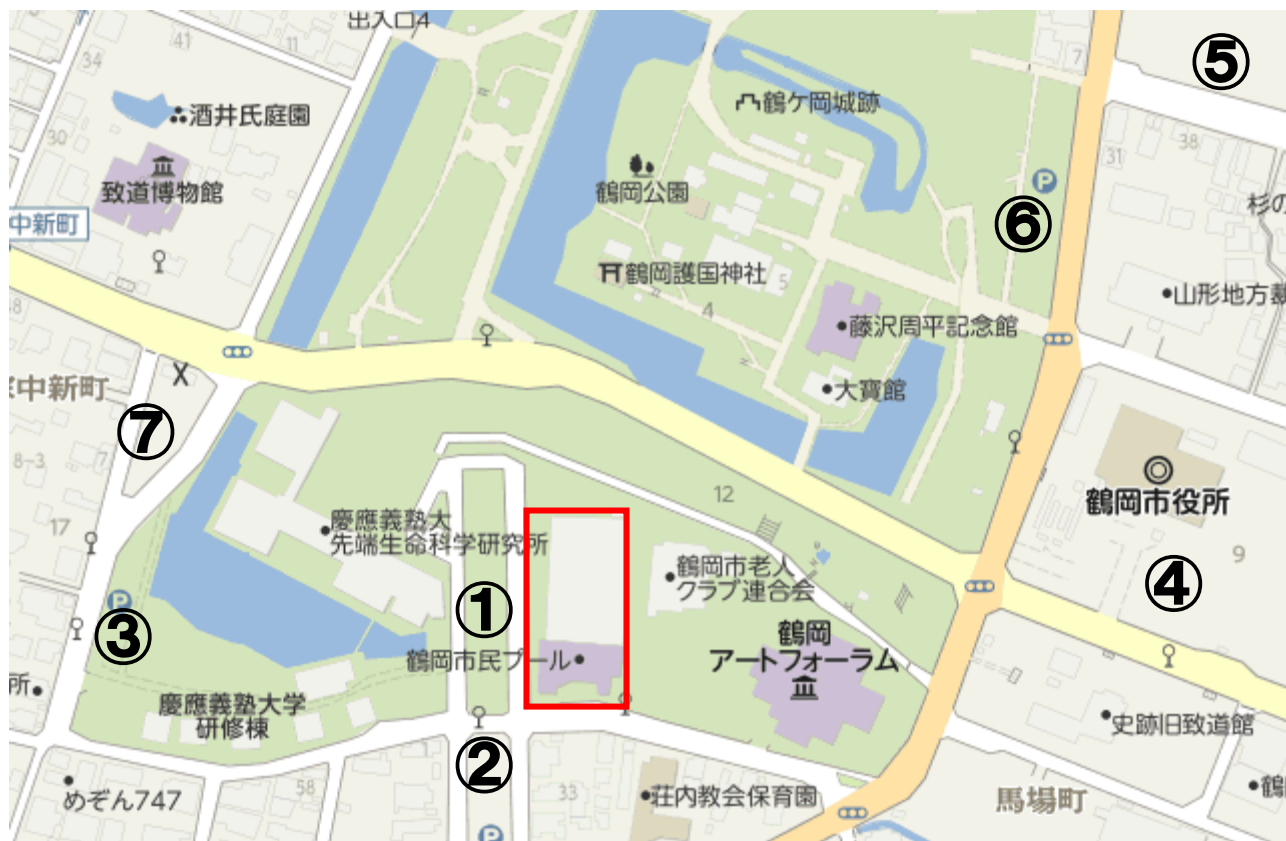 出入口4
41
11
34
⑤
7
酒井氏庭園
鶴ケ岡城跡
30
38
31
致道博物館
鶴岡公園
P
杉の
中新町
⑥
鶴岡護国神社
5
4
山形地方
藤沢周平記念館
中新町
X
大寶館
⑦
8-3
7
鶴岡市役所
12
17
慶應義塾大
先端生命科学研究所
9
鶴岡市老人
クラブ連合会
④
P
①
③
鶴岡
アートフォーラム
鶴岡市民プール
所
慶應義塾大学
研修棟
史跡旧致道館
②
めぞん747
58
33
荘内教会保育園
馬場町
鶴
P